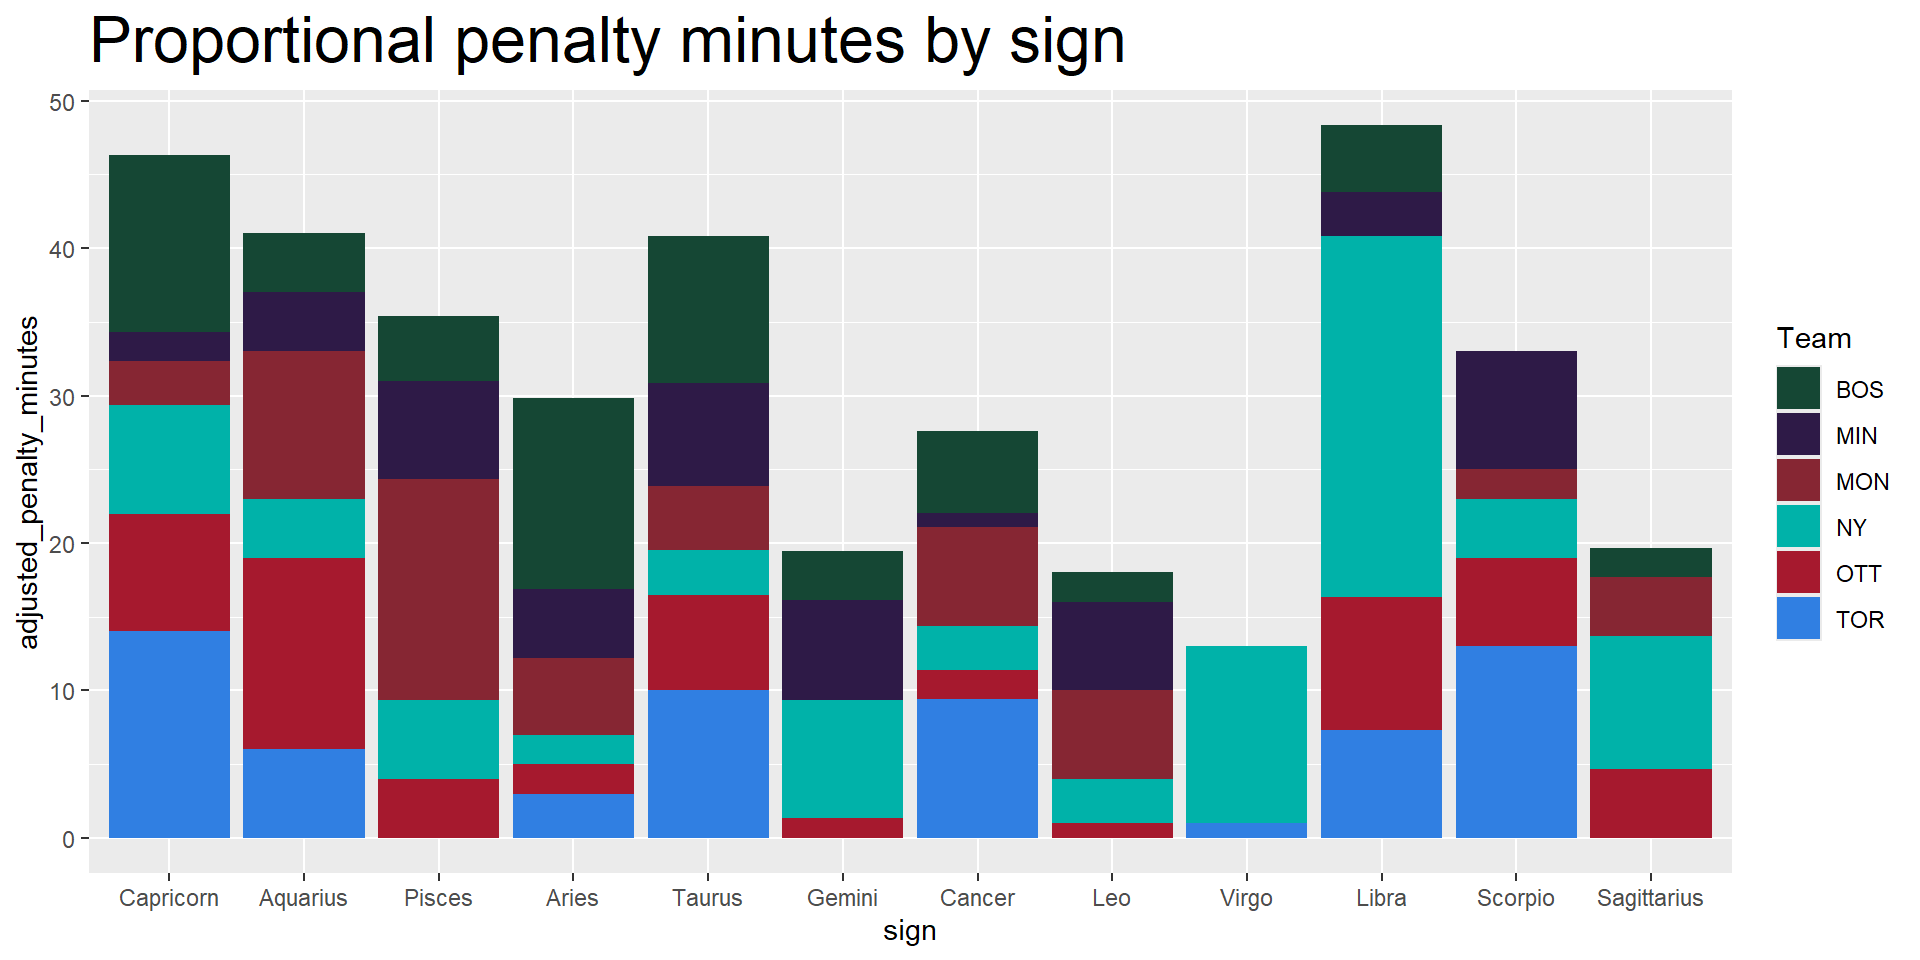 Proportional penalty minutes by sign
50
40
30
20
10
0
adjusted_penalty_minutes
Capricorn Aquarius Pisces Aries Taurus Gemini Cancer Leo Virgo Libra Scorpio Sagittarius
sign
Team
BOS
MIN
MON
NY
OTT
TOR